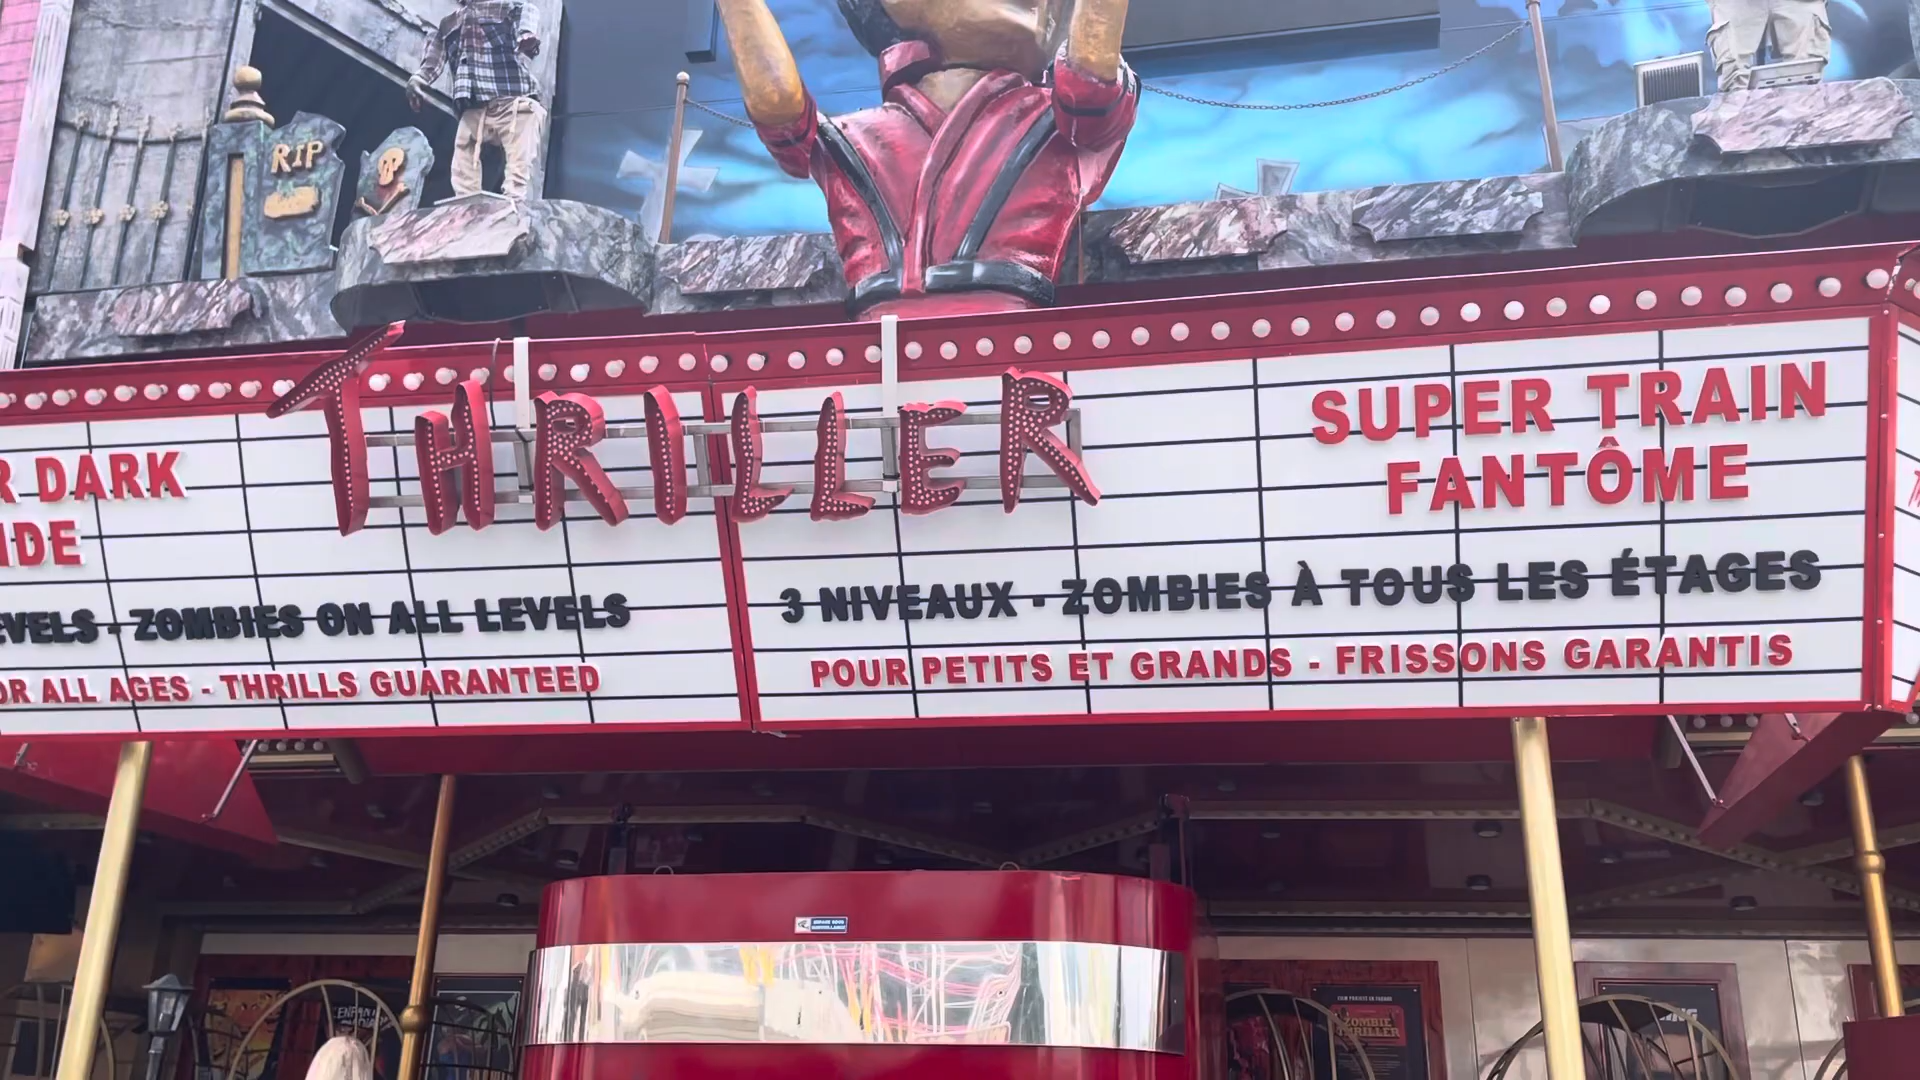 RIP
THRILLER
R DARK
IDE
EVELS - ZOMBIES ON ALL LEVELS
OR ALL AGES - THRILLS GUARANTEED
SUPER TRAIN
FANTÔME
3 NIVEAUX - ZOMBIES À TOUS LES ÉTAGES
POUR PETITS ET GRANDS - FRISSONS GARANTIS
ZOMBIE
THRILLER